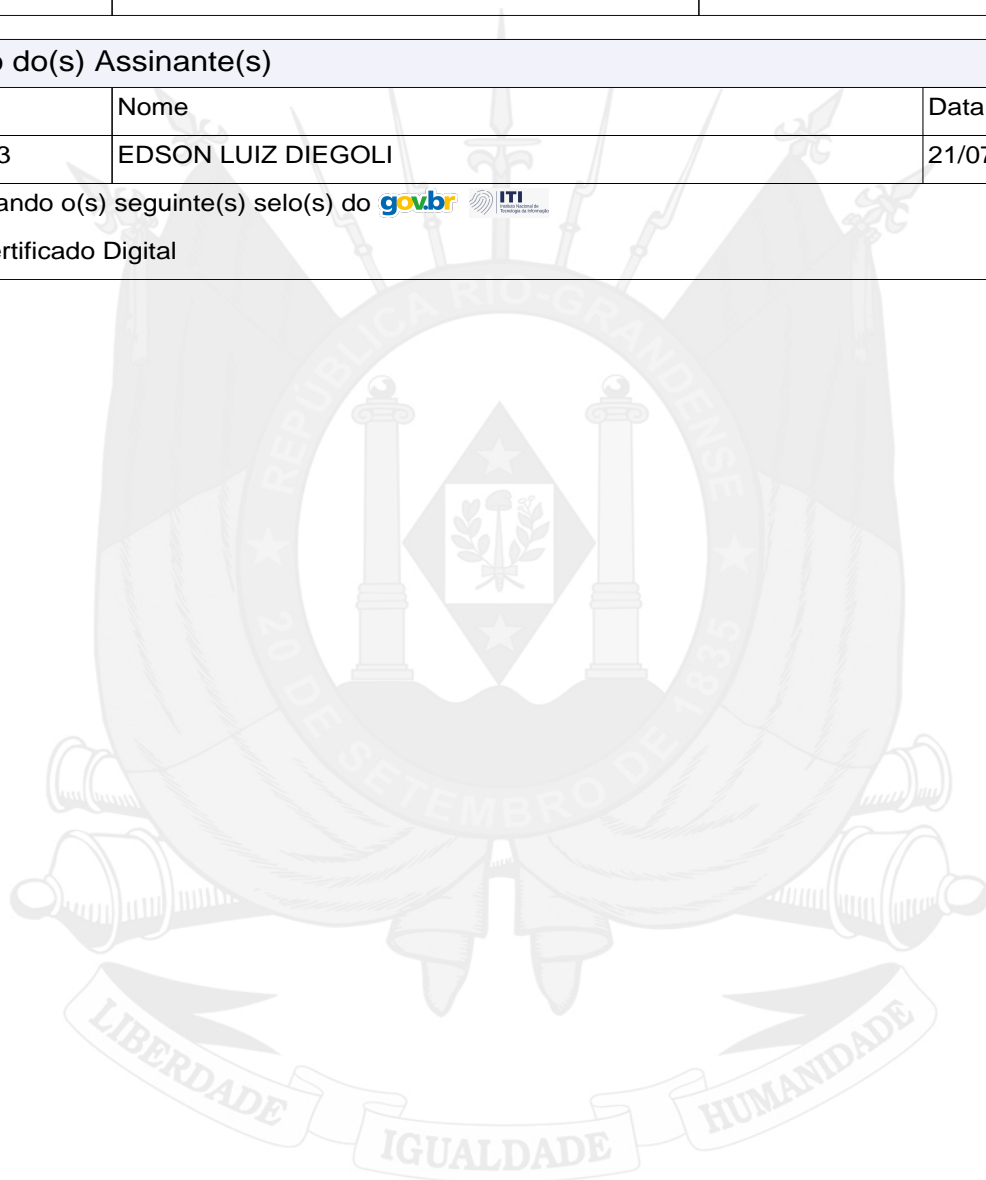 o do(s) Assinante(s)
Nome Data
3 EDSON LUIZ DIEGOLI 21/07
ando o(s) seguinte(s) selo(s) do gov.br ITI
rtificado Digital
REPÚBLICA RIO-GRANDENSE
20 DE SETEMBRO DE 1835
LIBERDADE IGUALDADE HUMANIDADE